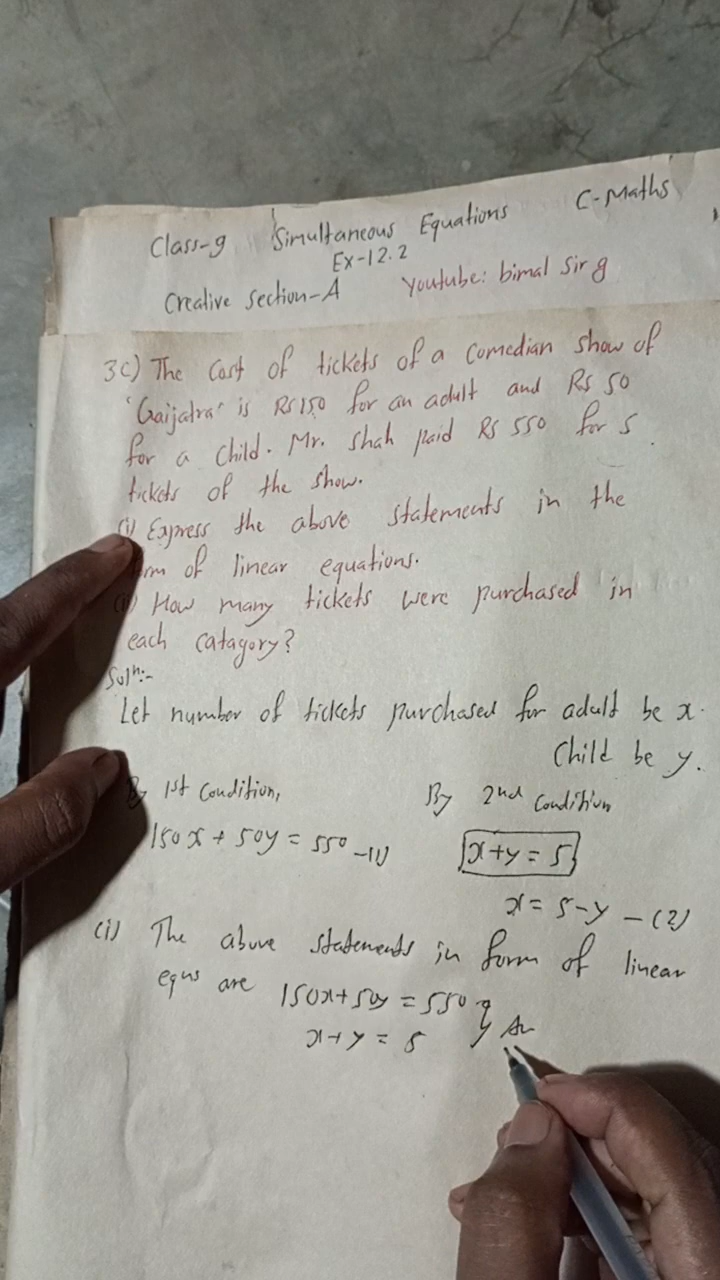 Class-9 Simultaneous Equations C-Maths
Ex-12.2
Creative Section-A Youtube: bimal Sir g
3c) The Cost of tickets of a Comedian Show of
'Gaijatra' is RS 150 for an adult and Rs 50
for a Child. Mr. Shah paid Rs 550 for 5
tickets of the show.
(i) Express the above statements in the
form of linear equations.
(ii) How many tickets were purchased in
each catagory?
Solⁿ:-
Let number of tickets purchased for adult be x.
Child be y.
By 1st Condition, By 2nd Condition
150x + 50y = 550 -(1) x+y = 5
x = 5-y - (2)
(i) The above statements in form of linear
eqns are 150x+50y = 550
x+y = 5